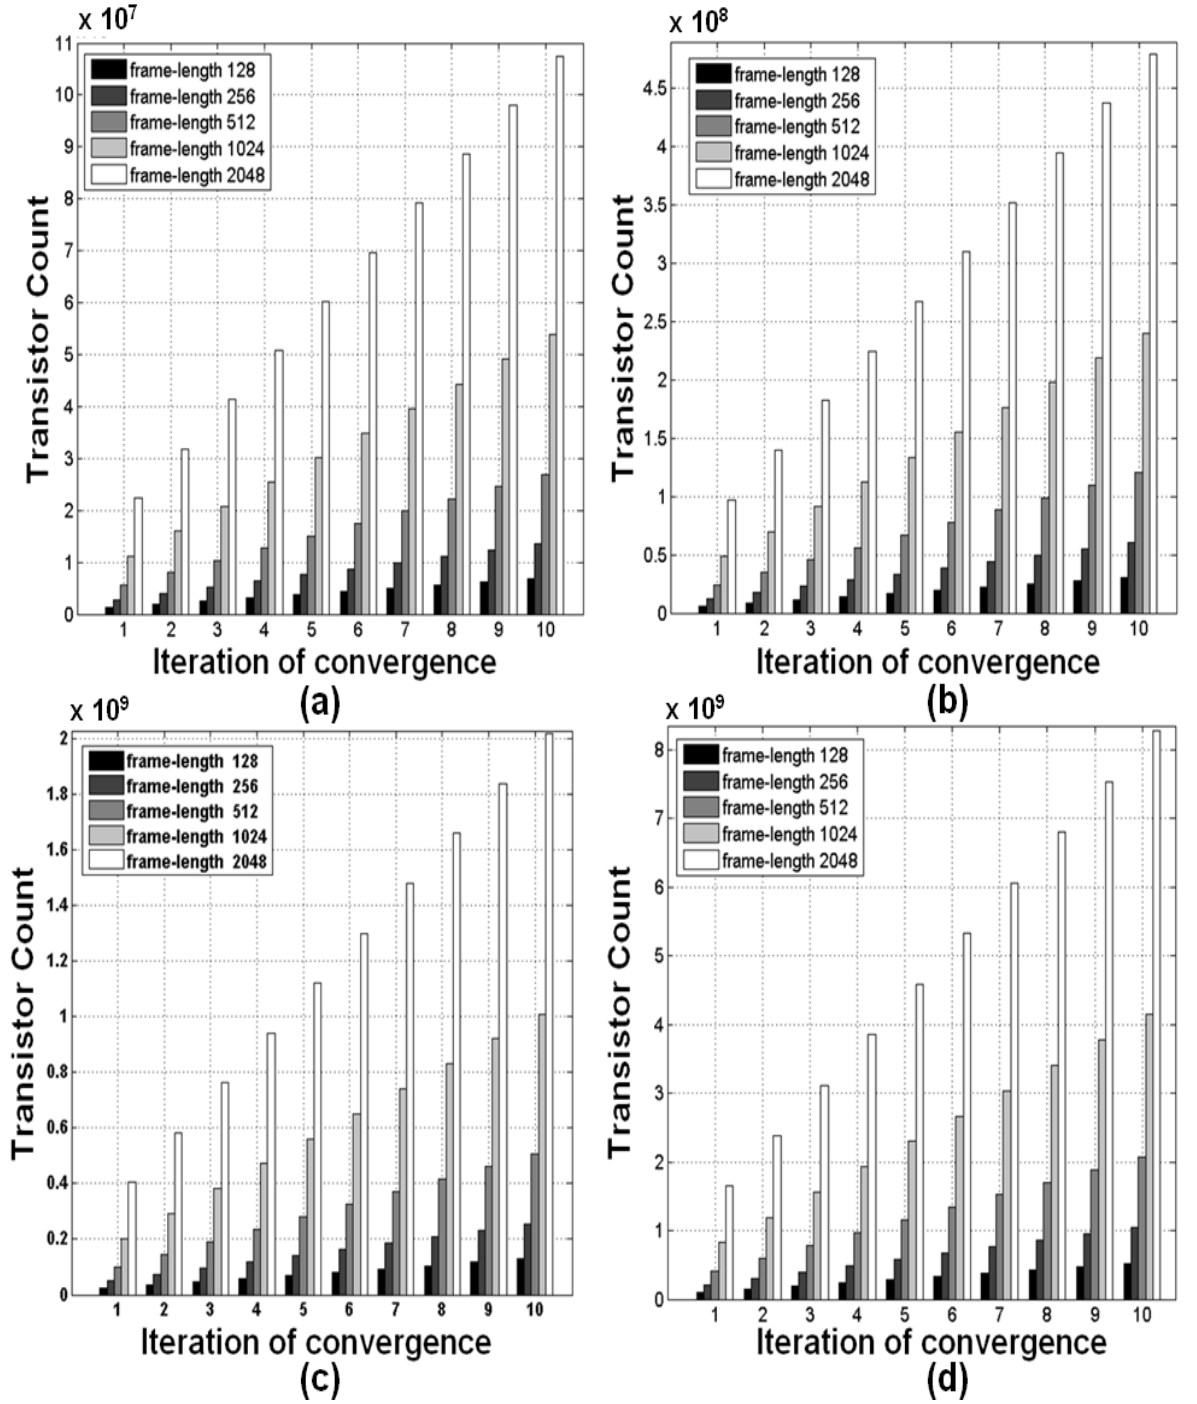 x 10⁷
11
10
9
8
7
6
5
4
3
2
1
0
frame-length 128
frame-length 256
frame-length 512
frame-length 1024
frame-length 2048
Transistor Count
1 2 3 4 5 6 7 8 9 10
Iteration of convergence
(a)
x 10⁸
4.5
4
3.5
3
2.5
2
1.5
1
0.5
0
frame-length 128
frame-length 256
frame-length 512
frame-length 1024
frame-length 2048
Transistor Count
1 2 3 4 5 6 7 8 9 10
Iteration of convergence
(b)
x 10⁹
2
1.8
1.6
1.4
1.2
1
0.8
0.6
0.4
0.2
0
frame-length 128
frame-length 256
frame-length 512
frame-length 1024
frame-length 2048
Transistor Count
1 2 3 4 5 6 7 8 9 10
Iteration of convergence
(c)
x 10⁹
8
7
6
5
4
3
2
1
0
frame-length 128
frame-length 256
frame-length 512
frame-length 1024
frame-length 2048
Transistor Count
1 2 3 4 5 6 7 8 9 10
Iteration of convergence
(d)